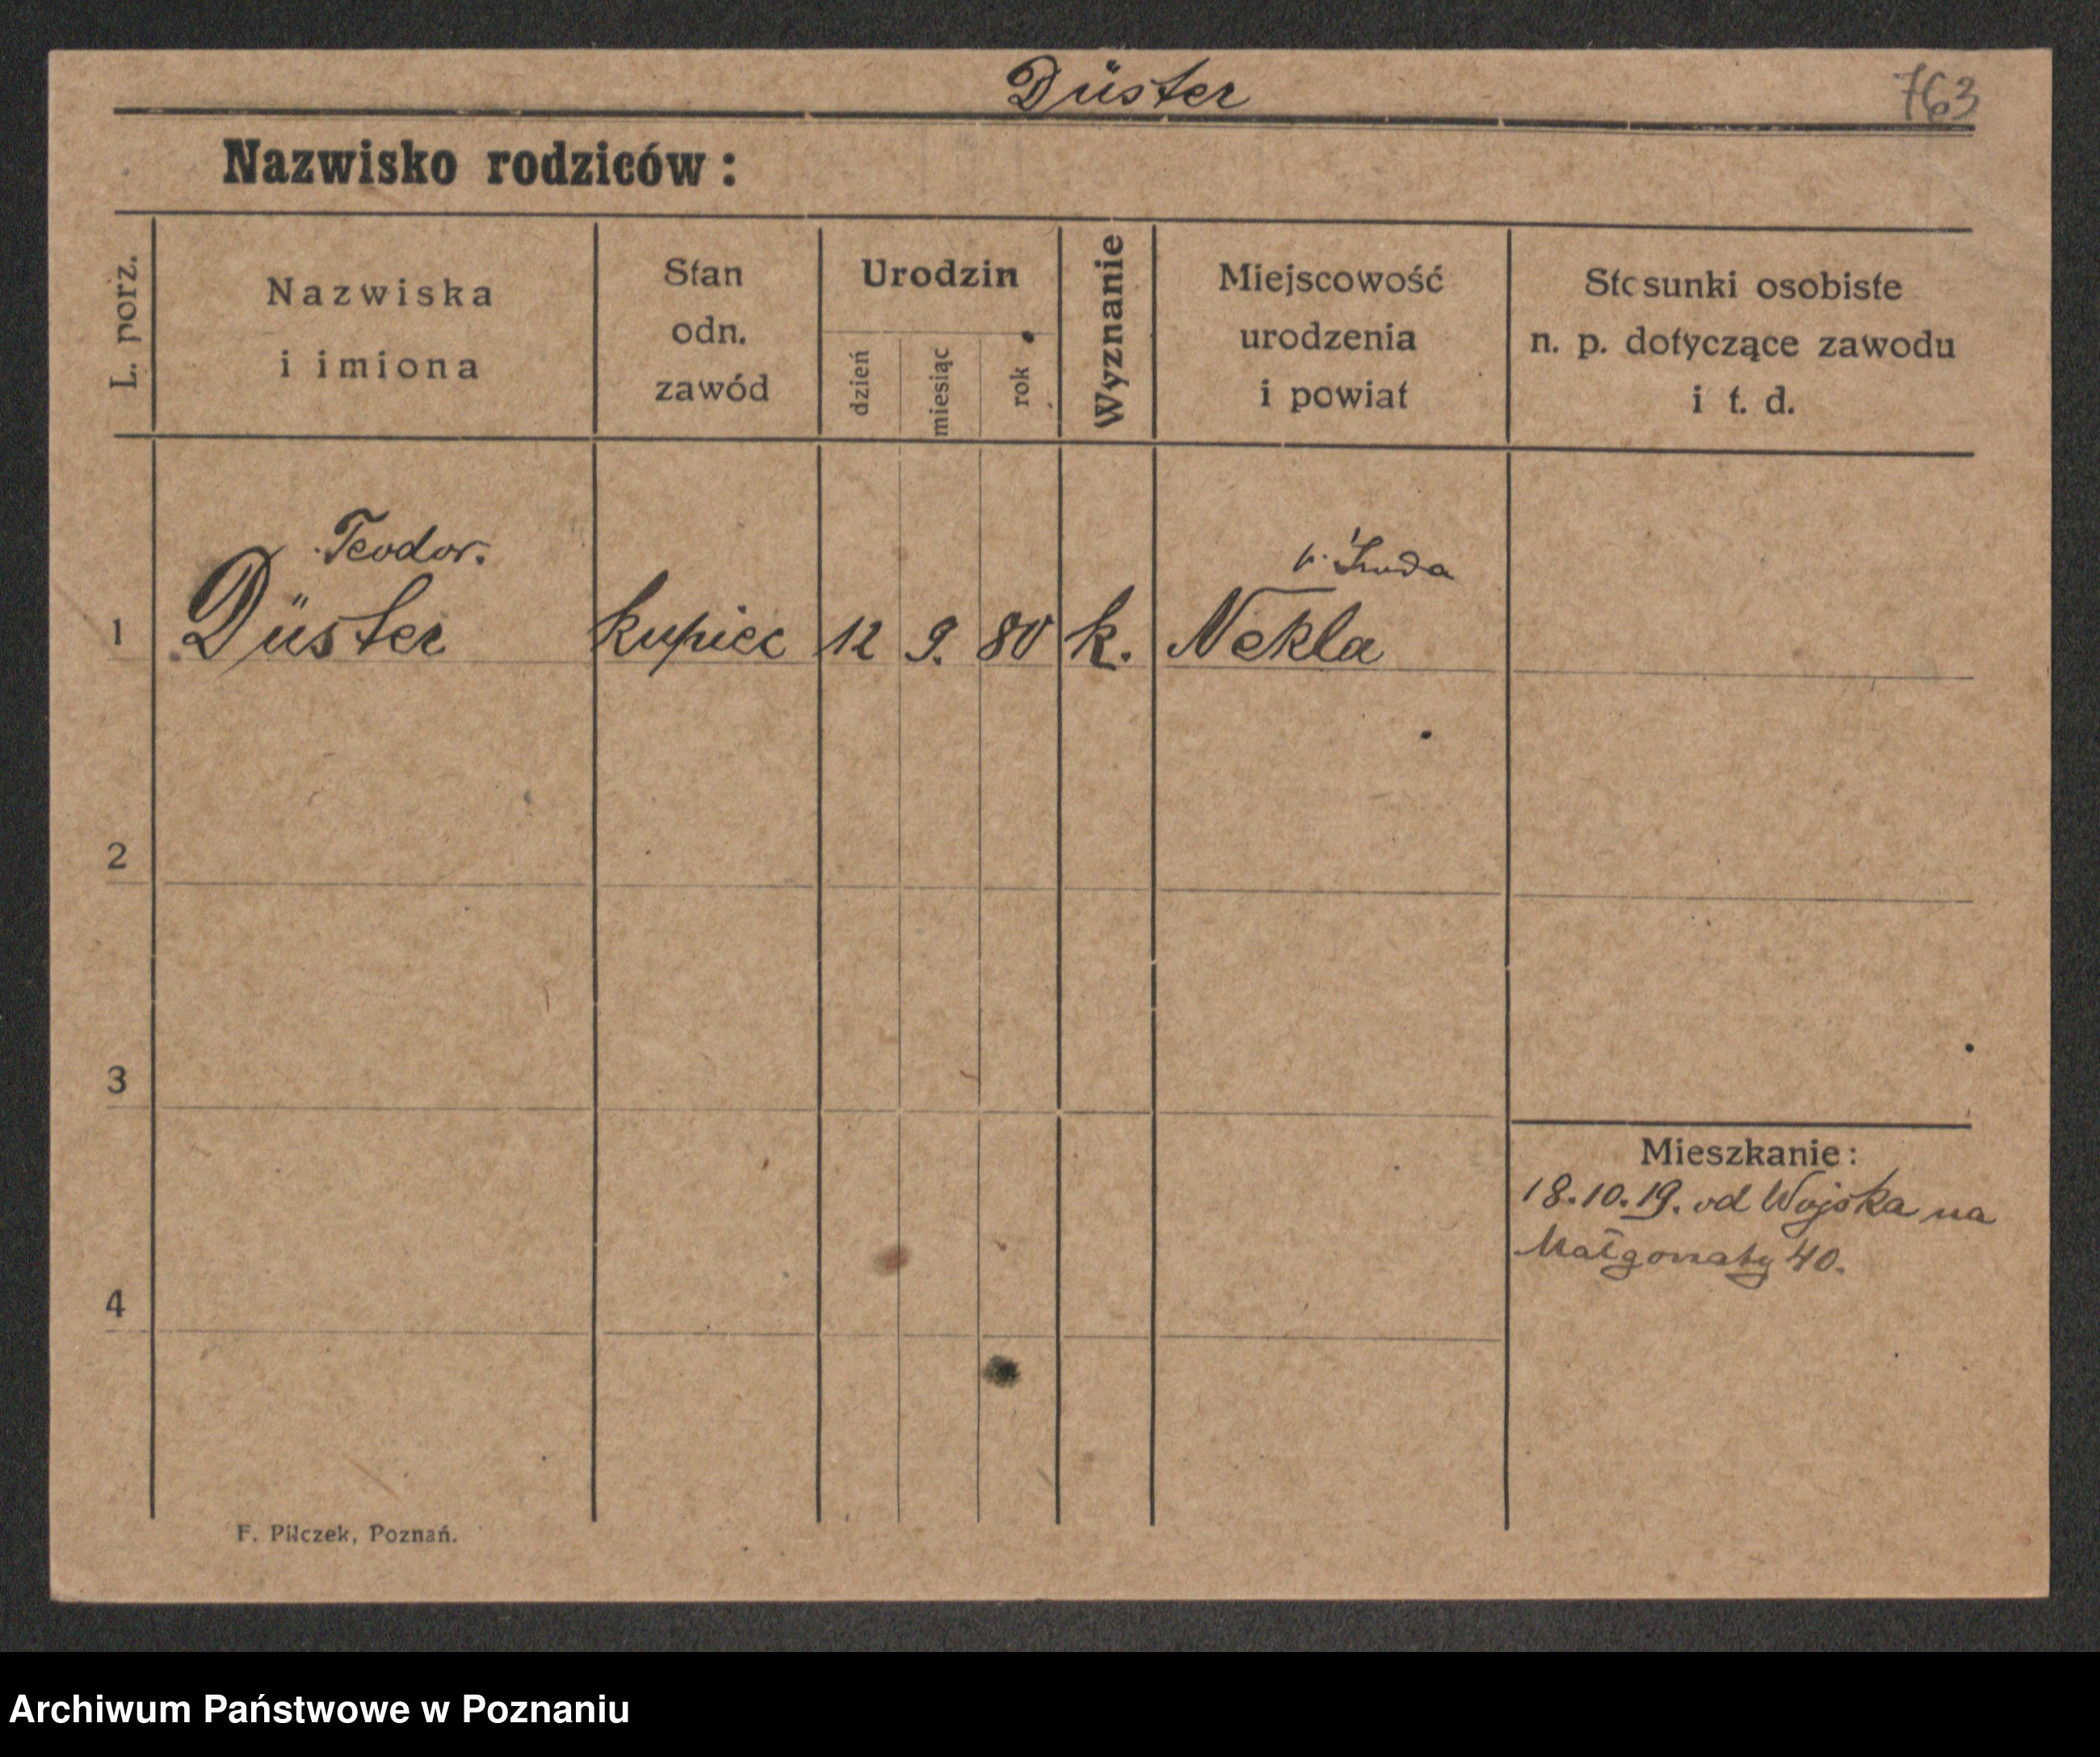 Düster
763
Nazwisko rodziców :
L. porz.
Nazwiska
i imiona
Stan
odn.
zawód
Urodzin
dzień
miesiąc
rok
Wyznanie
Miejscowość
urodzenia
i powiat
Stosunki osobiste
n. p. dotyczące zawodu
i t. d.
Teodor.
p. Środa
1 Düster kupiec 12 9. 80 k. Nekla
2
3
Mieszkanie :
18.10.19. od Wojska na
Małgorzaty 40.
4
F. Pilczek, Poznań.
Archiwum Państwowe w Poznaniu